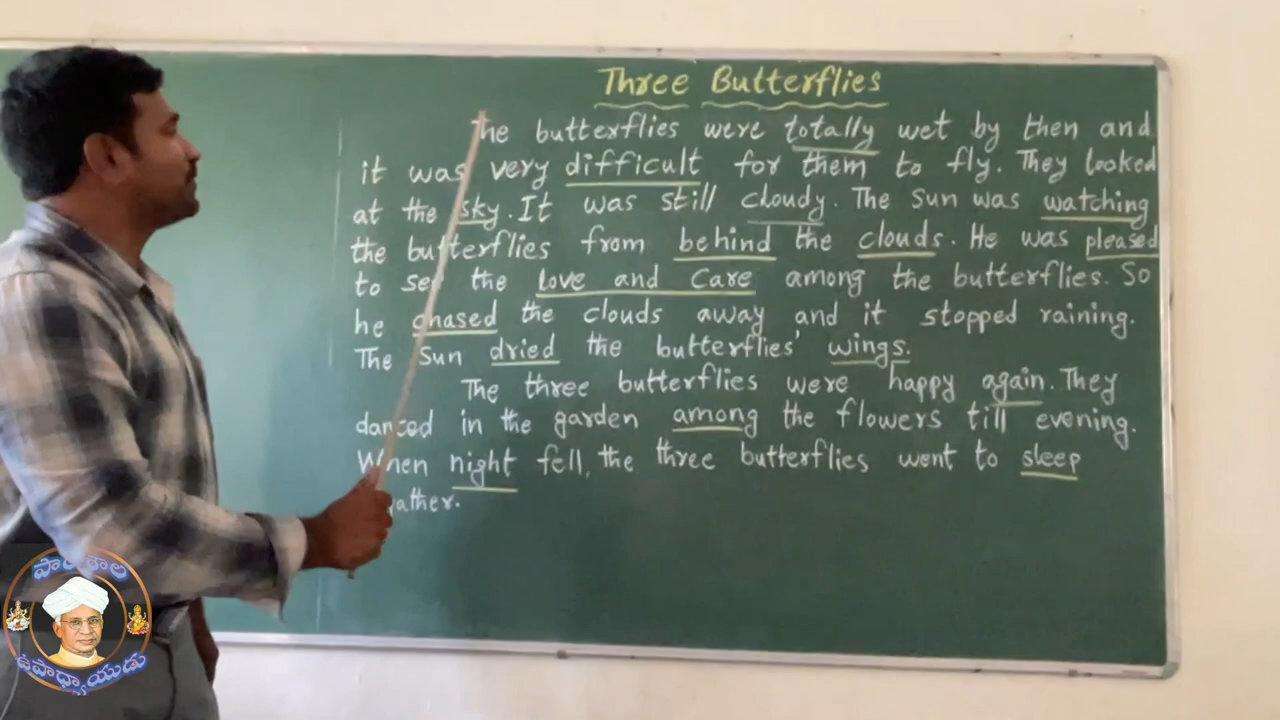 Three Butterflies
The butterflies were totally wet by then and
it was very difficult for them to fly. They looked
at the sky. It was still cloudy. The Sun was watching
the butterflies from behind the clouds. He was pleased
to see the love and care among the butterflies. So
he chased the clouds away and it stopped raining.
The Sun dried the butterflies' wings.
The three butterflies were happy again. They
danced in the garden among the flowers till evening.
When night fell, the three butterflies went to sleep
ఉపాధ్యాయుడు